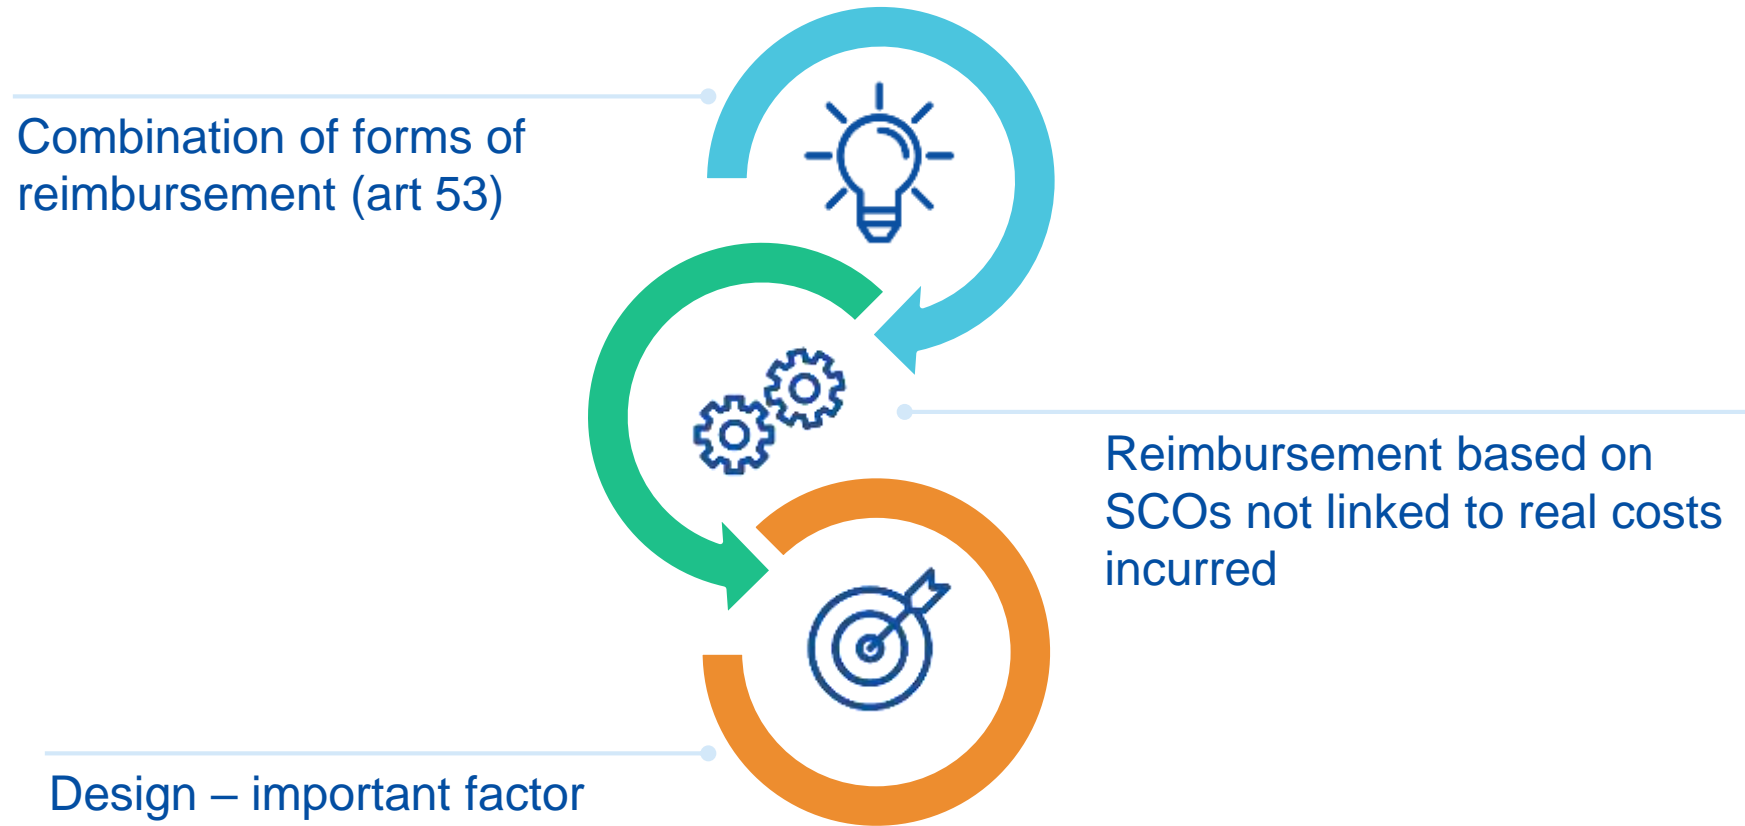 Combination of forms of
reimbursement (art 53)
Reimbursement based on
SCOs not linked to real costs
incurred
Design – important factor